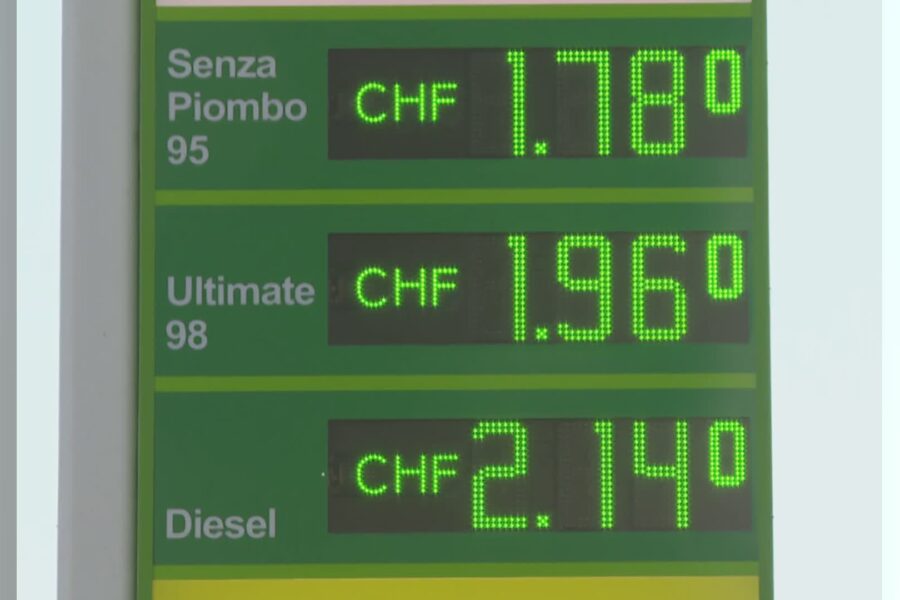 Senza
Piombo
95
CHF 1.78⁰
Ultimate
98
CHF 1.96⁰
Diesel
CHF 2.14⁰